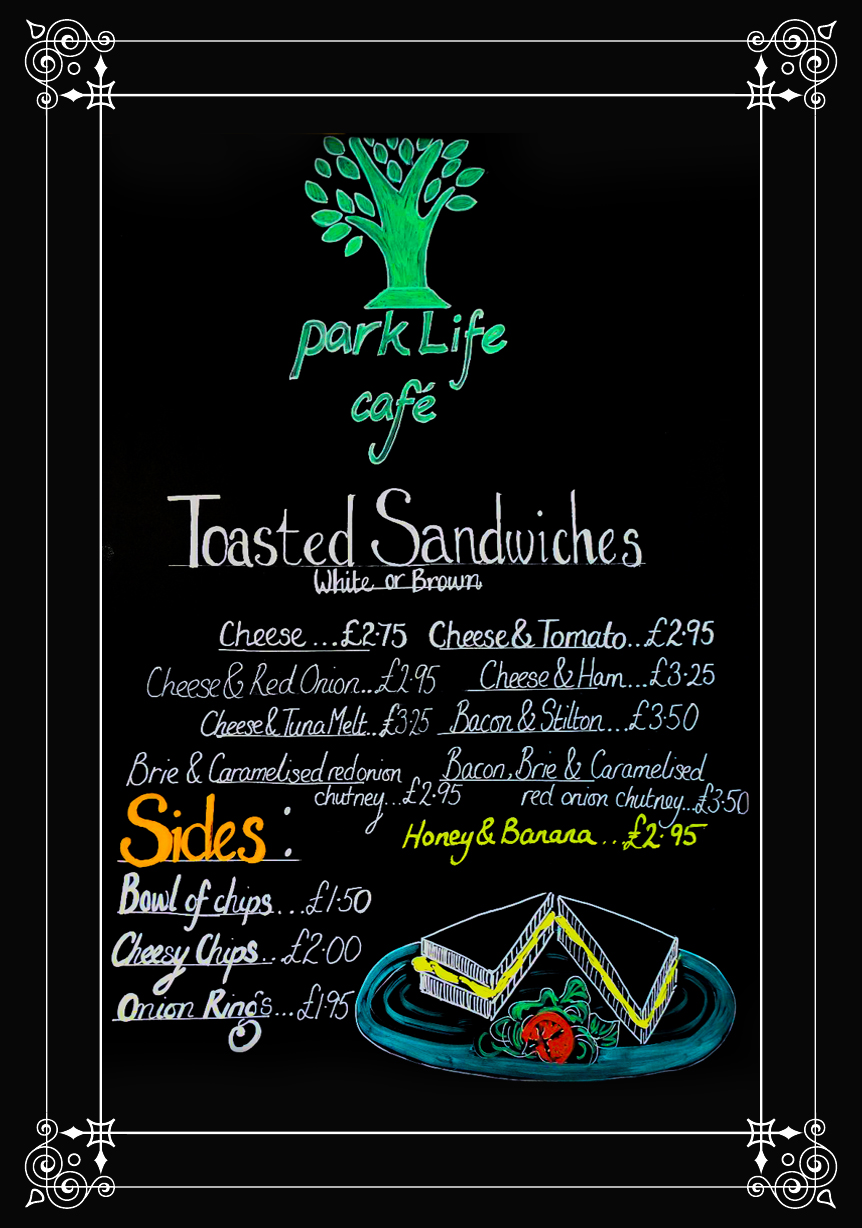 park Life
café
Toasted Sandwiches
White or Brown
Cheese...£2.75 Cheese & Tomato...£2.95
Cheese & Red Onion...£2.95 Cheese & Ham...£3.25
Cheese & Tuna Melt...£3.25 Bacon & Stilton...£3.50
Brie & Caramelised red onion Bacon, Brie & Caramelised
chutney...£2.95 red onion chutney...£3.50
Sides: Honey & Banana...£2.95
Bowl of chips...£1.50
Cheesy Chips...£2.00
Onion Ring's...£1.95